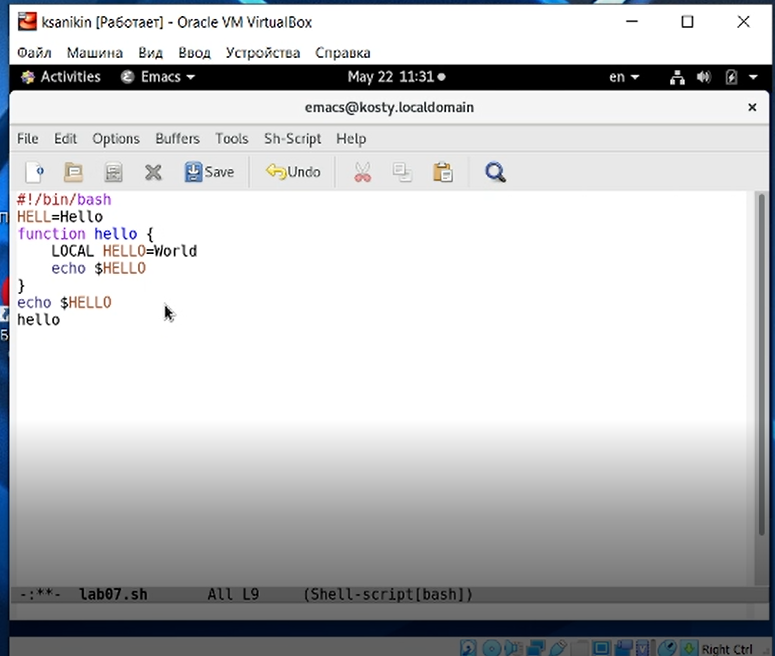 ksanikin [Работает] - Oracle VM VirtualBox
Файл Машина Вид Ввод Устройства Справка
Activities Emacs May 22 11:31 en
emacs@kosty.localdomain
File Edit Options Buffers Tools Sh-Script Help
Save Undo
#!/bin/bash
HELL=Hello
function hello {
LOCAL HELLO=World
echo $HELLO
}
echo $HELLO
hello
-:**- lab07.sh All L9 (Shell-script[bash])
Right Ctrl